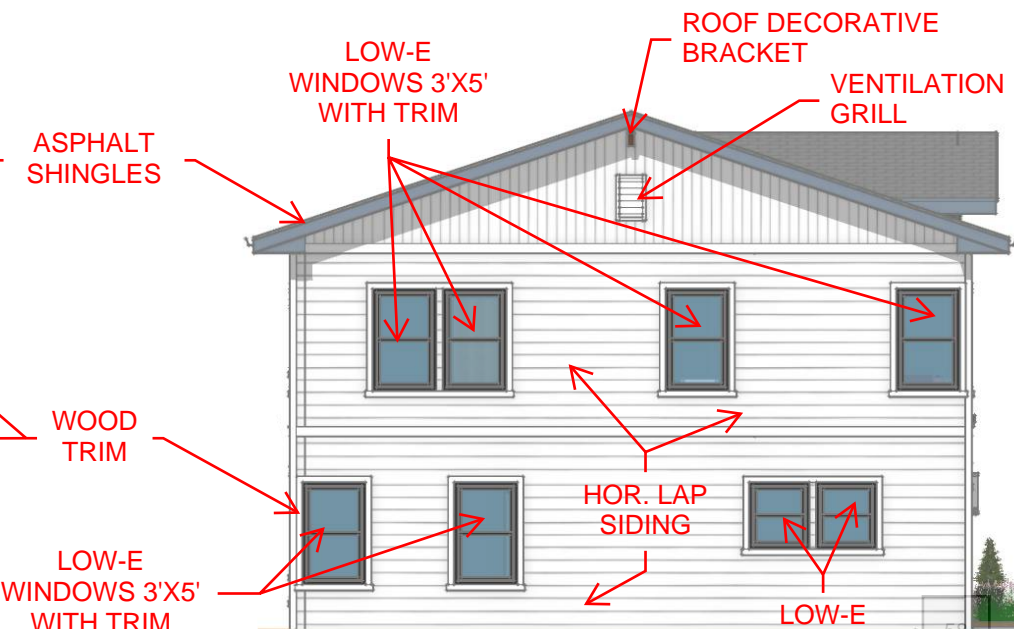 ROOF DECORATIVE
BRACKET
LOW-E
WINDOWS 3'X5'
WITH TRIM
VENTILATION
GRILL
ASPHALT
SHINGLES
WOOD
TRIM
HOR. LAP
SIDING
LOW-E
WINDOWS 3'X5'
WITH TRIM
LOW-E